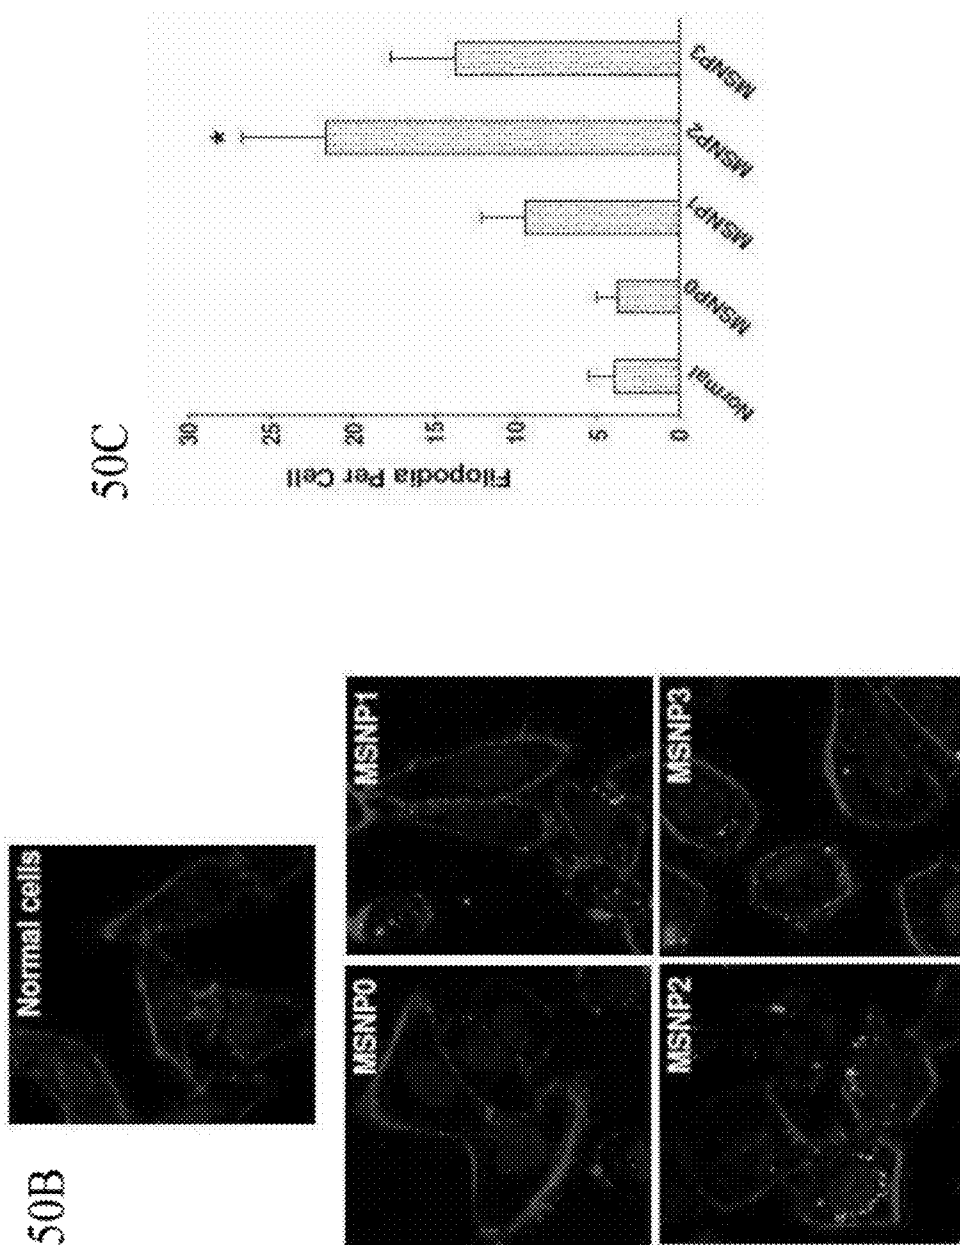 50B
Normal cells
MSNP0
MSNP1
MSNP2
MSNP3
50C
Filopodia Per Cell
30
25
20
15
10
5
0
Normal
MSNP0
MSNP1
MSNP2
MSNP3
*